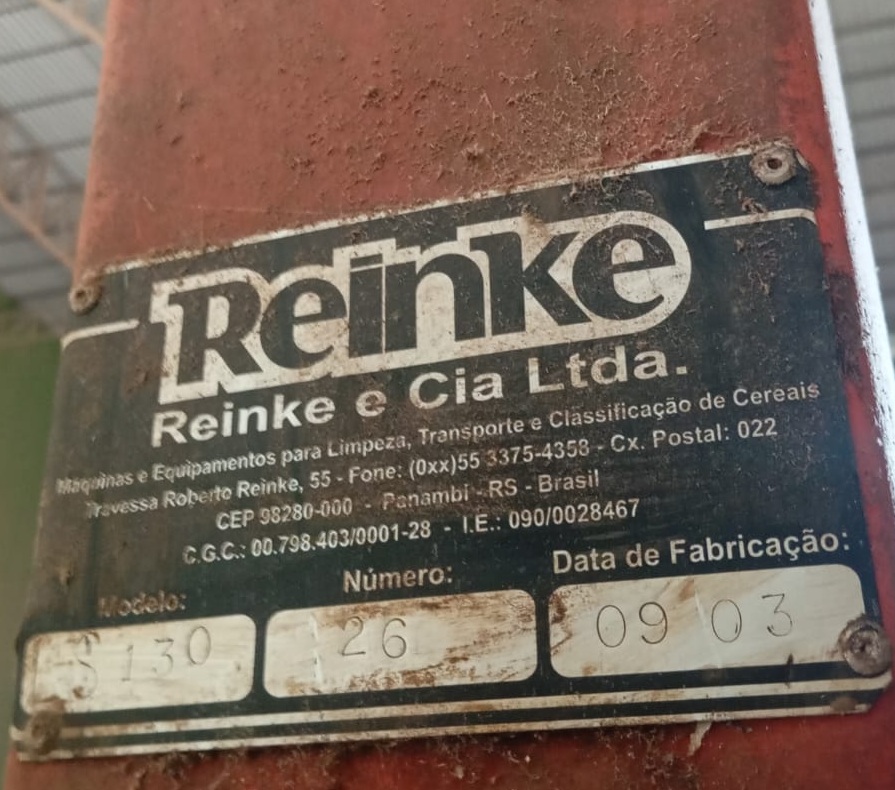 Reinke
Reinke e Cia Ltda.
Máquinas e Equipamentos para Limpeza, Transporte e Classificação de Cereais
Travessa Roberto Reinke, 55 - Fone: (0xx)55 3375-4358 - Cx. Postal: 022
CEP 98280-000 - Panambi - RS - Brasil
C.G.C.: 00.798.403/0001-28 - I.E.: 090/0028467
Modelo: Número: Data de Fabricação:
130 26 09 03